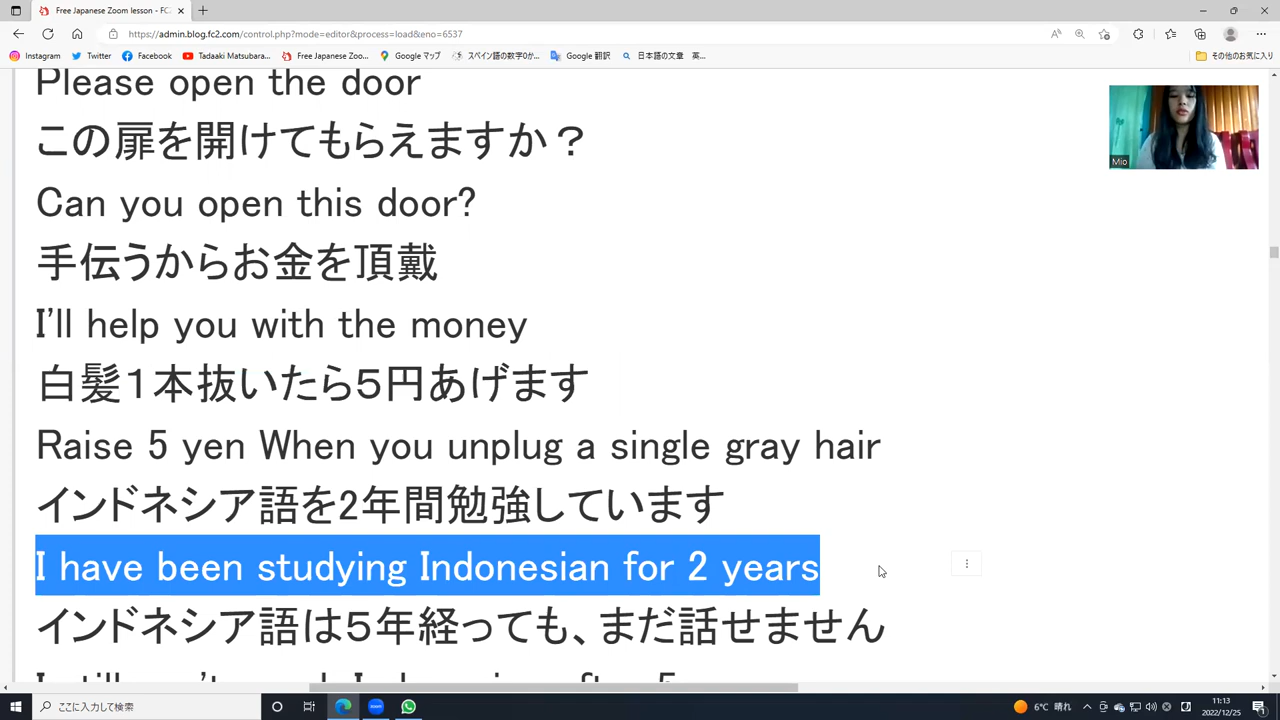 Free Japanese Zoom lesson - FC2
https://admin.blog.fc2.com/control.php?mode=editor&process=load&eno=6537
Instagram
Twitter
Facebook
Tadaaki Matsubara...
Free Japanese Zoo...
Google マップ
スペイン語の数字0か...
Google 翻訳
日本語の文章 英...
その他のお気に入り
Please open the door
この扉を開けてもらえますか？
Can you open this door?
手伝うからお金を頂戴
I'll help you with the money
白髪１本抜いたら５円あげます
Raise 5 yen When you unplug a single gray hair
インドネシア語を2年間勉強しています
I have been studying Indonesian for 2 years
インドネシア語は５年経っても、まだ話せません
Mio
ここに入力して検索
zoom
6°C 晴れ
11:13
2022/12/25